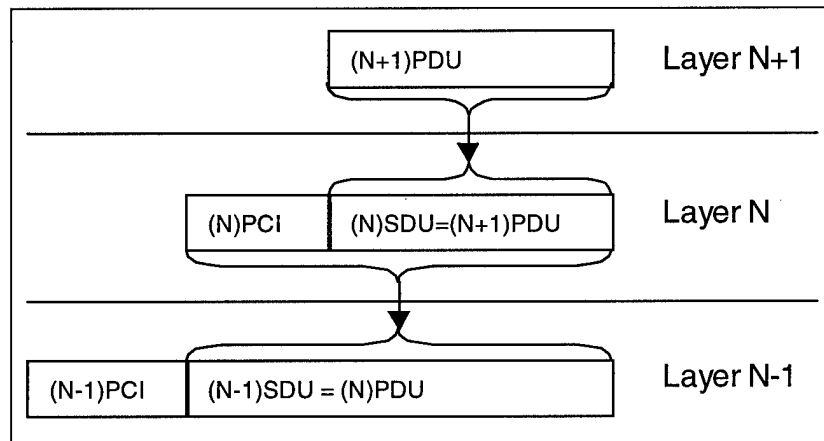 (N+1)PDU
Layer N+1
(N)PCI
(N)SDU=(N+1)PDU
Layer N
(N-1)PCI
(N-1)SDU = (N)PDU
Layer N-1